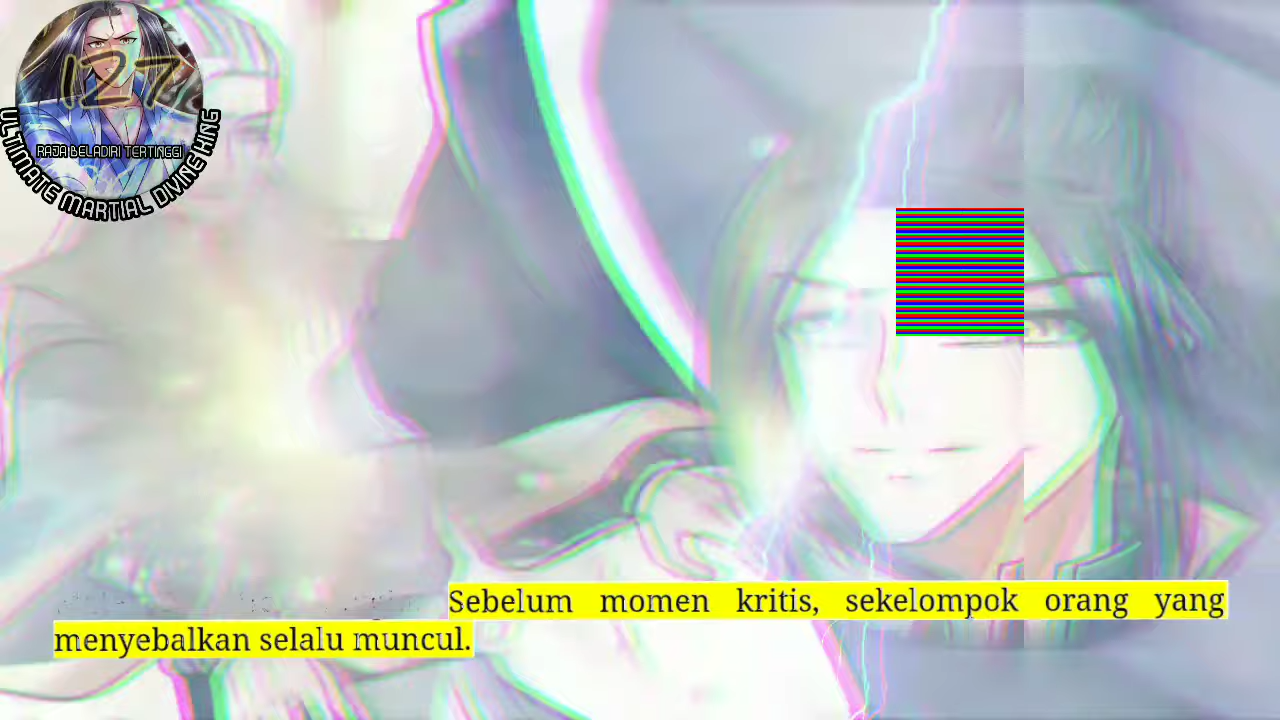 127
RAJA BELADIRI TERTINGGI
ULTIMATE MARTIAL DIVINE KING
Sebelum momen kritis, sekelompok orang yang
menyebalkan selalu muncul.